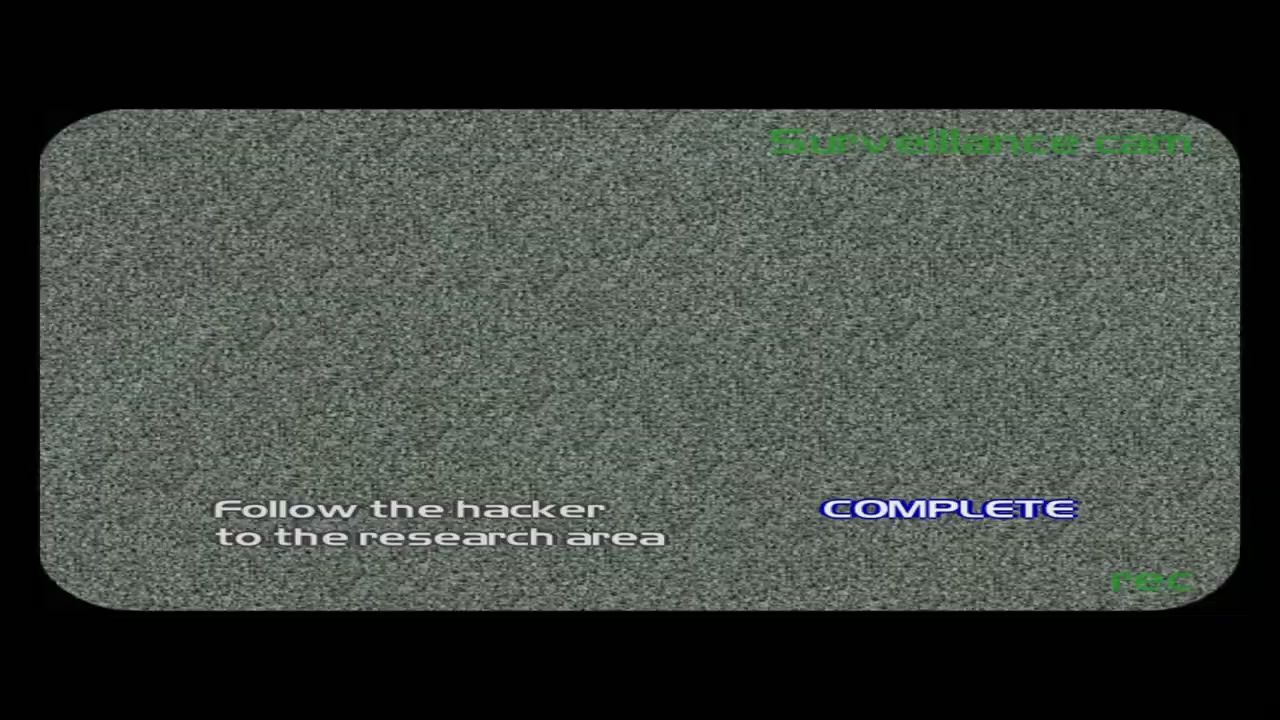 Surveillance cam
Follow the hacker COMPLETE
to the research area
rec